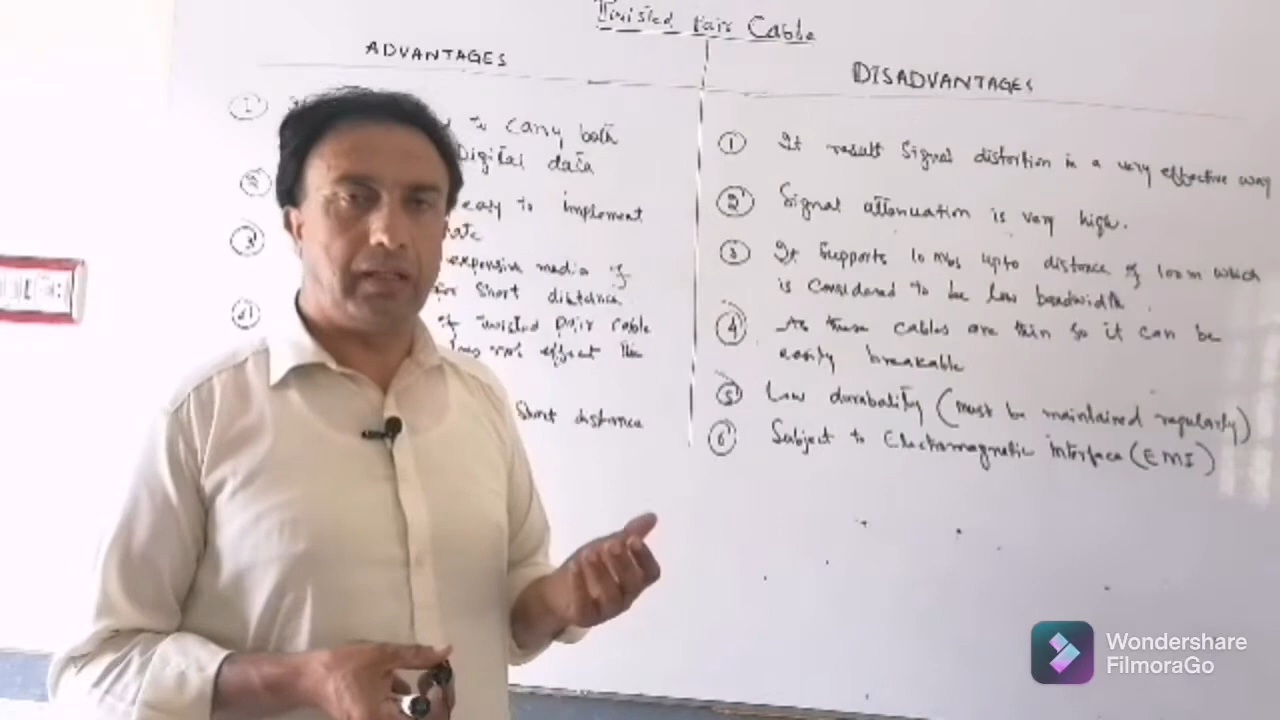 Twisted Pair Cable
ADVANTAGES
① to carry both
Digital data
② easy to implement
③ expensive media of
for Short distance
④ of twisted pair cable
not effect the
Short distance
DISADVANTAGES
① It result Signal distortion in a very effective way
② Signal attenuation is very high.
③ It Supports 10 mbs upto distance of 100m which
is considered to be low bandwidth
④ As these cables are thin so it can be
easily breakable
⑤ Low durabality (must be maintained regularly)
⑥ Subject to Electromagnetic interface (EMI)
Wondershare
FilmoraGo